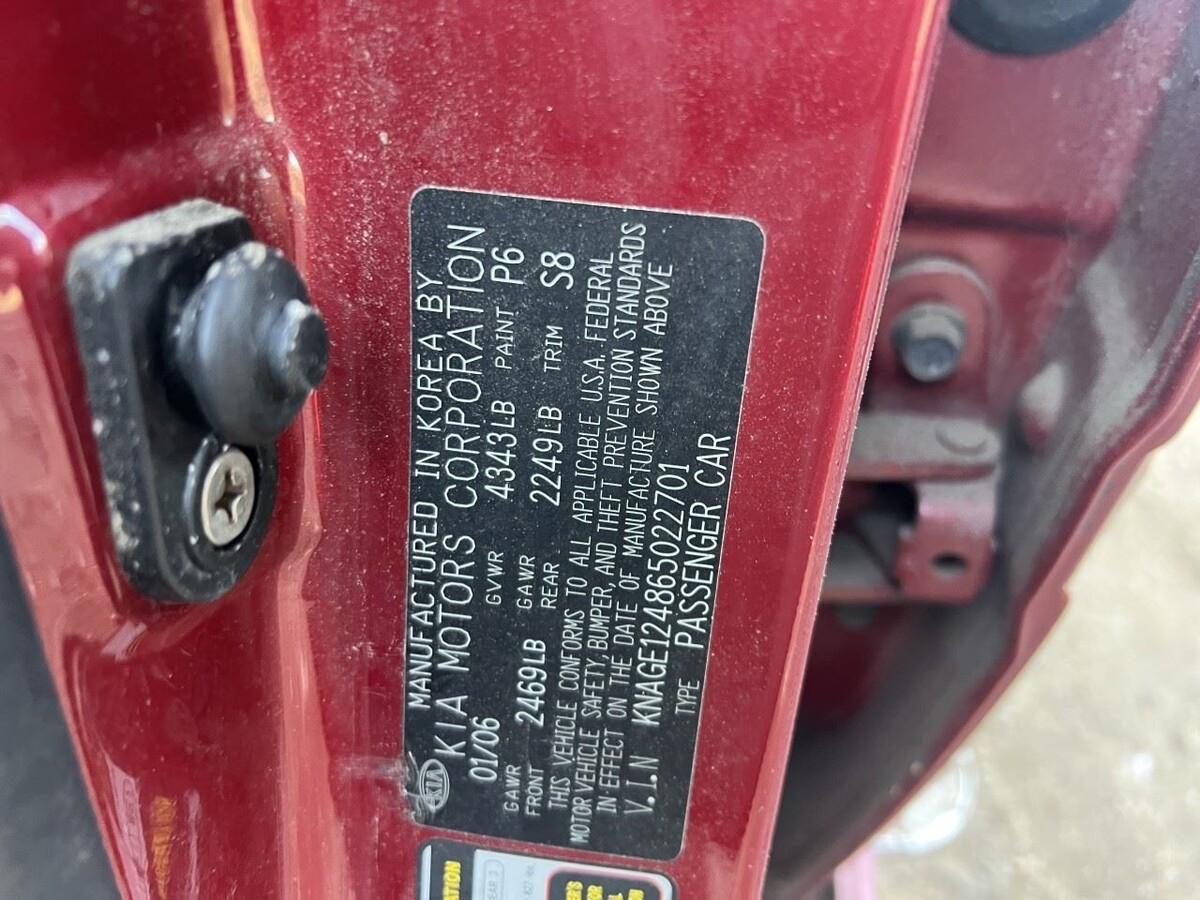 MANUFACTURED IN KOREA BY
KIA KIA MOTORS CORPORATION
01/06 GVWR 4343LB PAINT P6
GAWR FRONT 2469LB GAWR REAR 2249LB TRIM S8
THIS VEHICLE CONFORMS TO ALL APPLICABLE U.S.A. FEDERAL
MOTOR VEHICLE SAFETY, BUMPER, AND THEFT PREVENTION STANDARDS
IN EFFECT ON THE DATE OF MANUFACTURE SHOWN ABOVE
V.I.N KNAGE124865022701
TYPE PASSENGER CAR